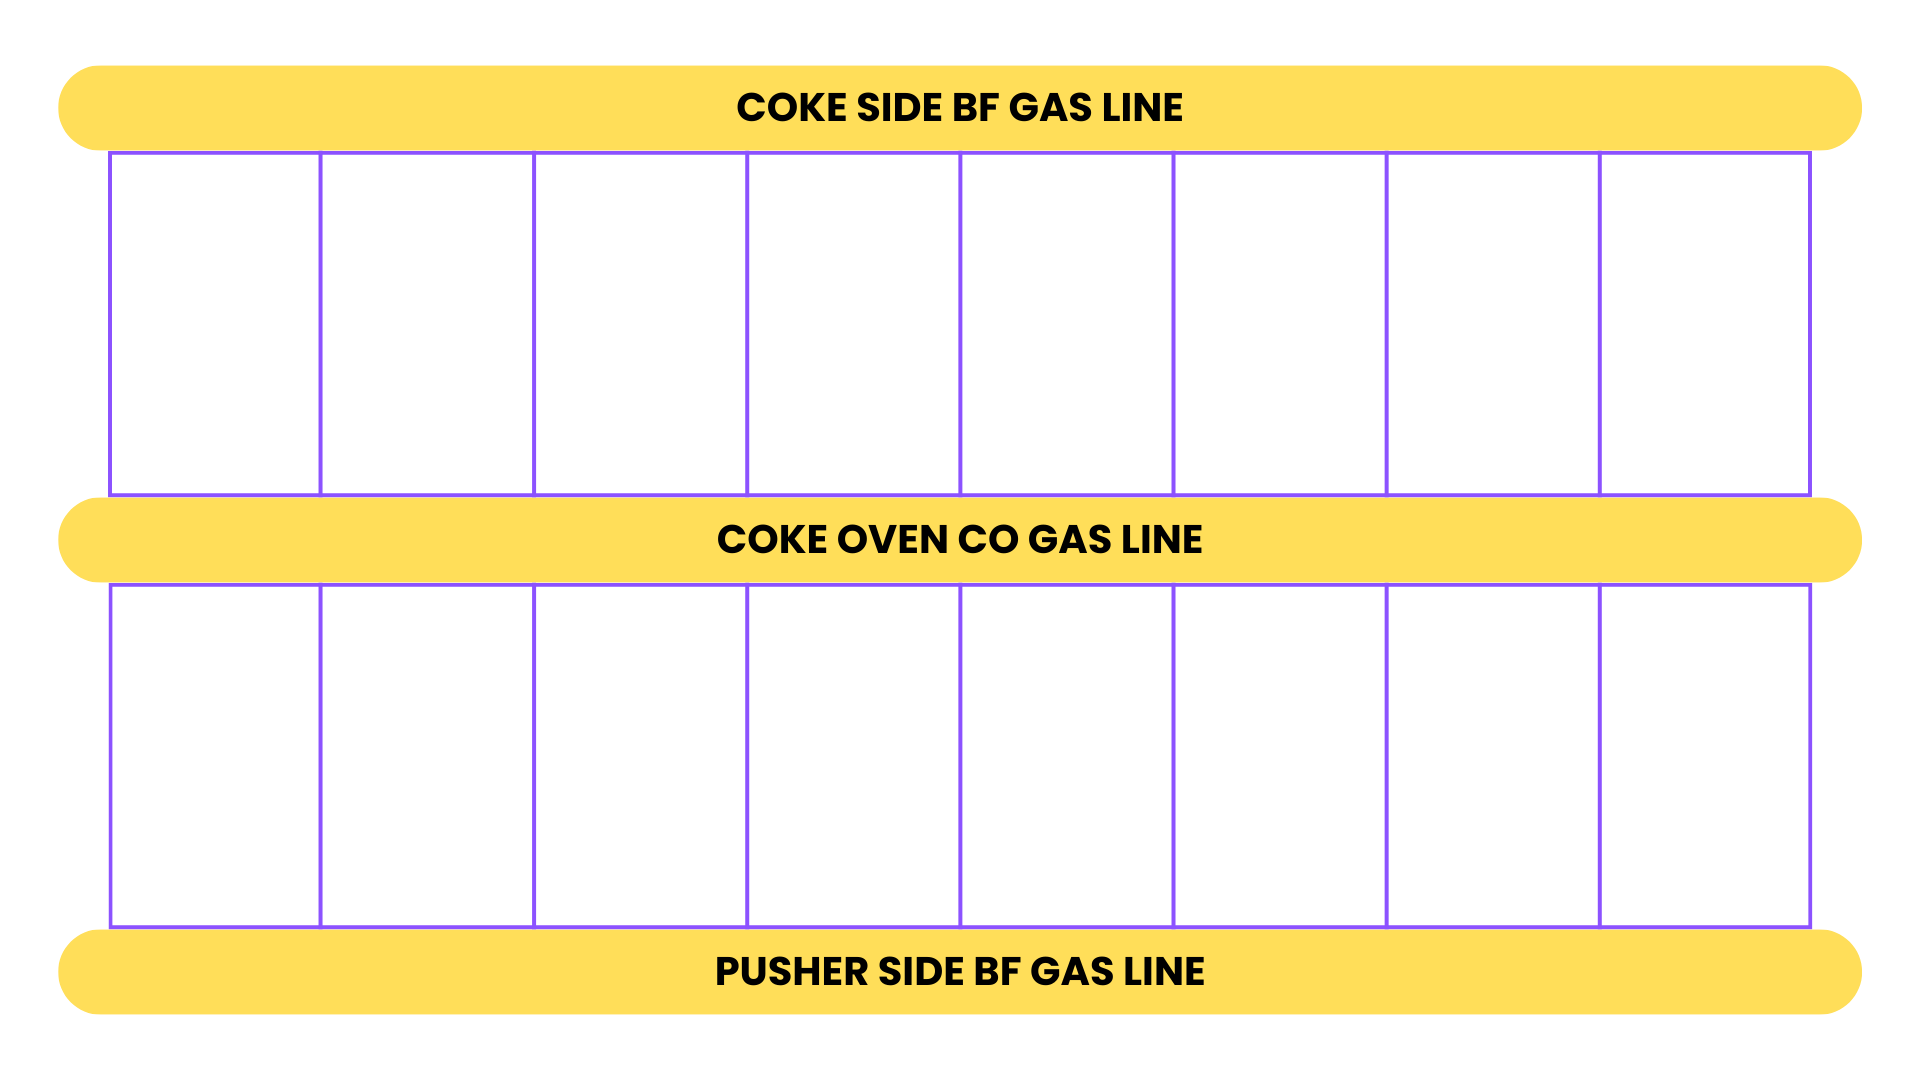 COKE SIDE BF GAS LINE
COKE OVEN CO GAS LINE
PUSHER SIDE BF GAS LINE